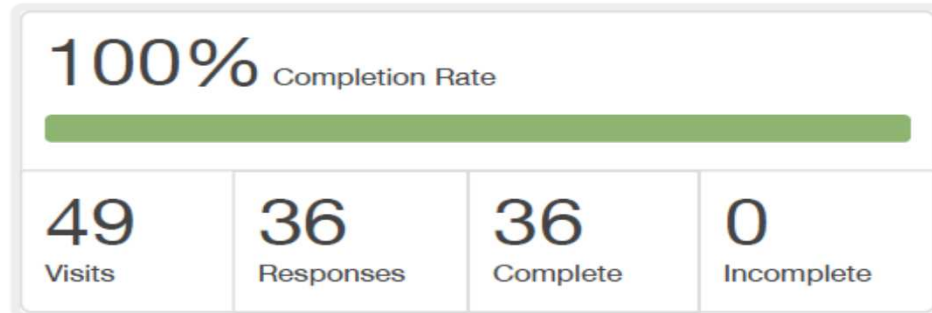 100% Completion Rate
49 36 36 0
Visits Responses Complete Incomplete